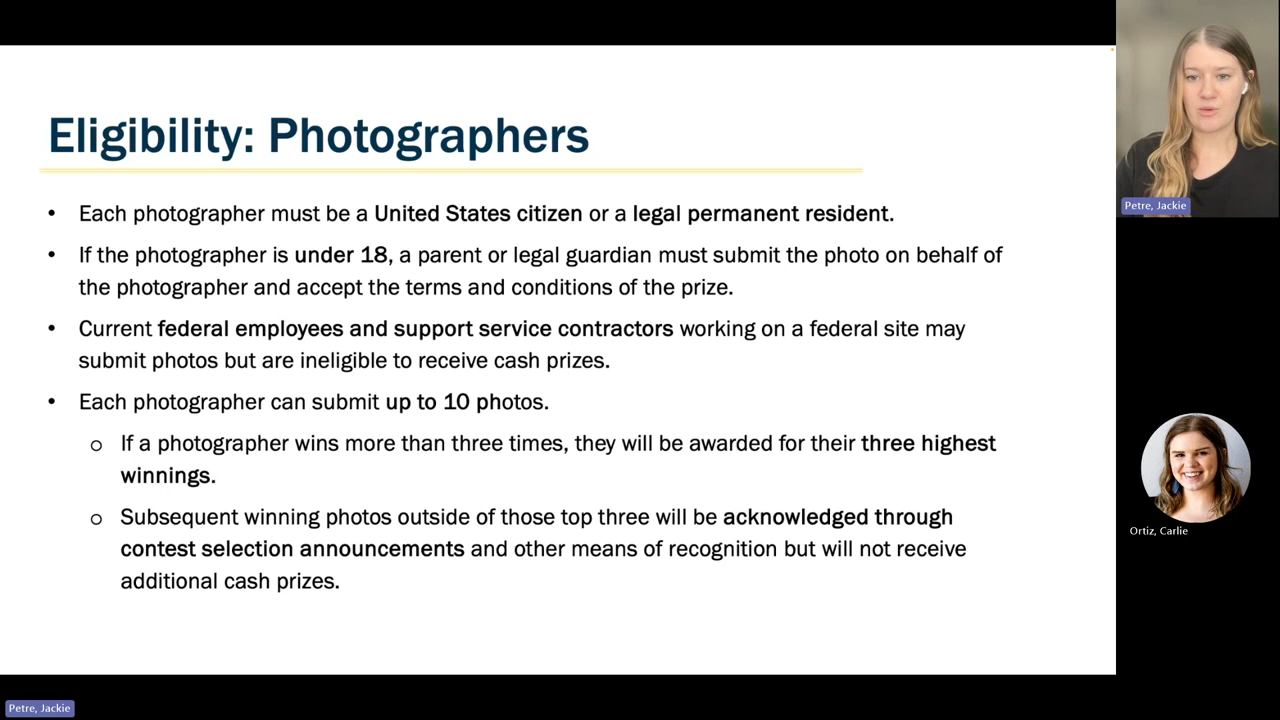 Eligibility: Photographers
• Each photographer must be a United States citizen or a legal permanent resident.
• If the photographer is under 18, a parent or legal guardian must submit the photo on behalf of
the photographer and accept the terms and conditions of the prize.
• Current federal employees and support service contractors working on a federal site may
submit photos but are ineligible to receive cash prizes.
• Each photographer can submit up to 10 photos.
o If a photographer wins more than three times, they will be awarded for their three highest
winnings.
o Subsequent winning photos outside of those top three will be acknowledged through
contest selection announcements and other means of recognition but will not receive
additional cash prizes.
Petre, Jackie
Ortiz, Carlie
Petre, Jackie